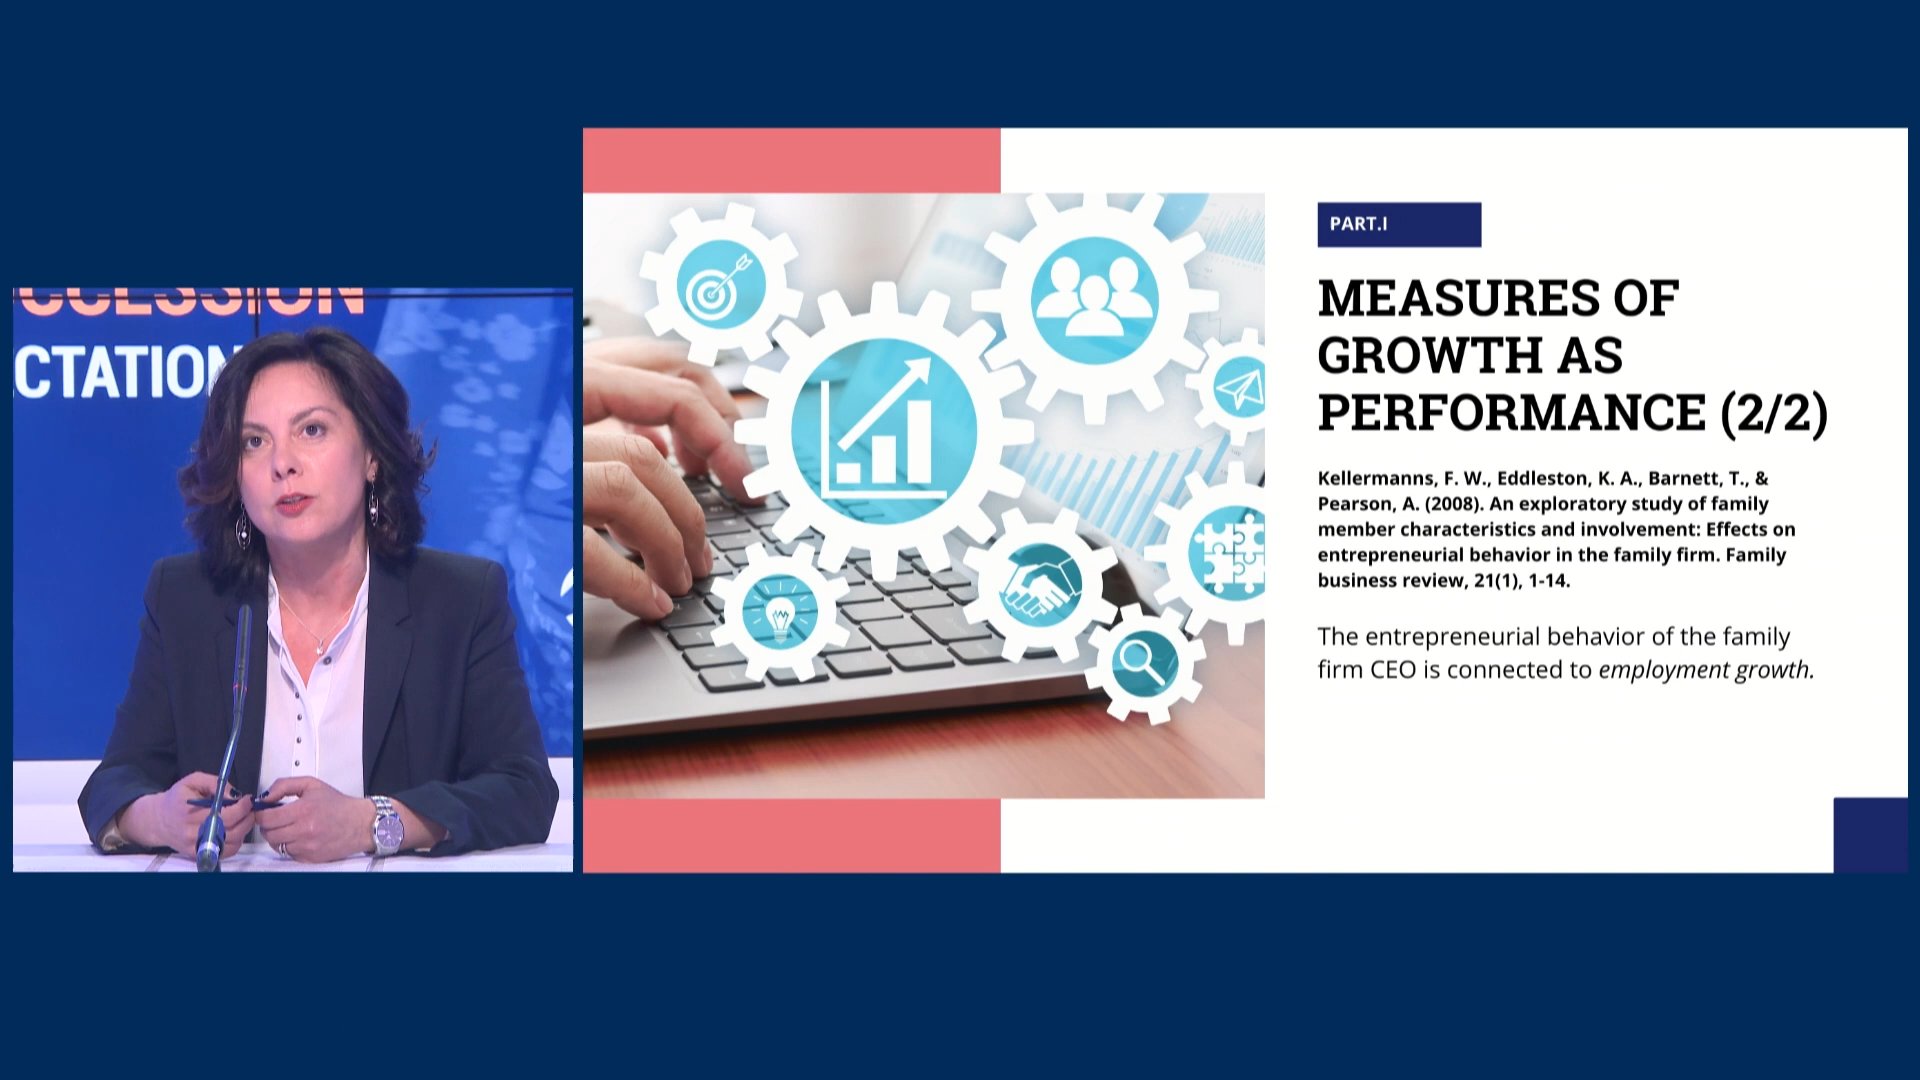 CCESSION
CTATION
PART.I
MEASURES OF
GROWTH AS
PERFORMANCE (2/2)
Kellermanns, F. W., Eddleston, K. A., Barnett, T., &
Pearson, A. (2008). An exploratory study of family
member characteristics and involvement: Effects on
entrepreneurial behavior in the family firm. Family
business review, 21(1), 1-14.
The entrepreneurial behavior of the family
firm CEO is connected to employment growth.